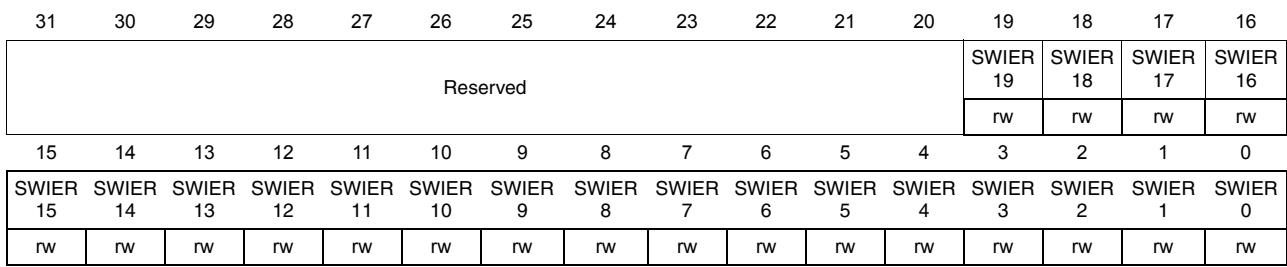 31 30 29 28 27 26 25 24 23 22 21 20 19 18 17 16
Reserved
SWIER SWIER SWIER SWIER
19 18 17 16
rw rw rw rw
15 14 13 12 11 10 9 8 7 6 5 4 3 2 1 0
SWIER SWIER SWIER SWIER SWIER SWIER SWIER SWIER SWIER SWIER SWIER SWIER SWIER SWIER SWIER SWIER
15 14 13 12 11 10 9 8 7 6 5 4 3 2 1 0
rw rw rw rw rw rw rw rw rw rw rw rw rw rw rw rw